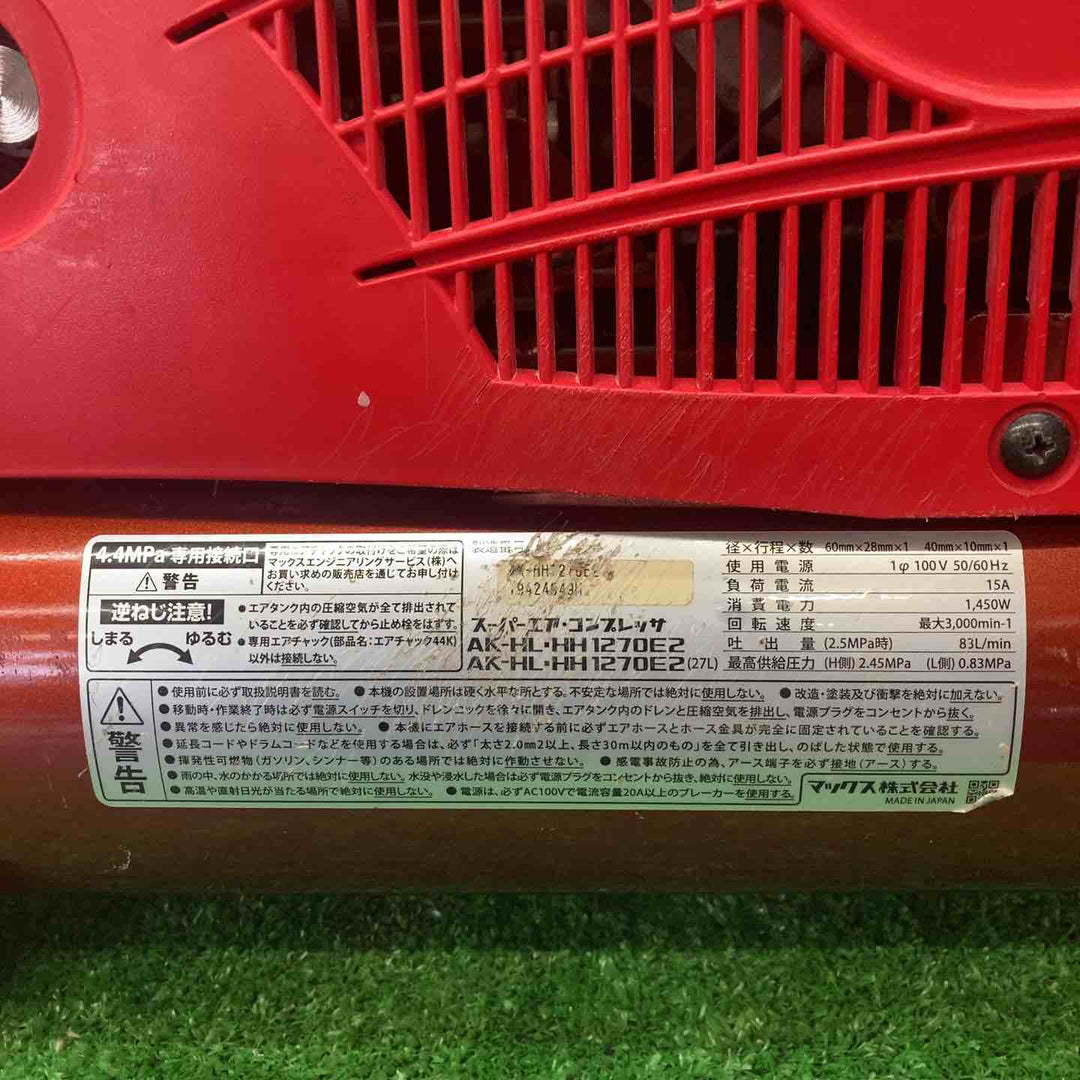 4.4MPa 専用接続口
警告
専用エアチャックの取付けをご希望の際は
マックスエンジニアリングサービス(株)へ
お買い求めの販売店を通じてお申し付け
ください。
逆ねじ注意!
しまる ゆるむ
● エアタンク内の圧縮空気が全て排出されて
いることを必ず確認してから止め栓をはずす。
● 専用エアチャック(部品名:エアチャック44K)
以外は接続しない。
製造番号
スーパーエア・コンプレッサ
AK-HL・HH1270E2
AK-HL・HH1270E2(27L)
径×行程×数 60mm×28mm×1 40mm×10mm×1
使用電源 1φ 100V 50/60Hz
負荷電流 15A
消費電力 1,450W
回転速度 最大3,000min-1
吐出量 (2.5MPa時) 83L/min
最高供給圧力 (H側) 2.45MPa (L側) 0.83MPa
警告
● 使用前に必ず取扱説明書を読む。 ● 本機の設置場所は硬く水平な所とする。不安定な場所では絶対に使用しない。 ● 改造・塗装及び衝撃を絶対に加えない。
● 移動時・作業終了時は必ず電源スイッチを切り、ドレンコックを徐々に開き、エアタンク内のドレンと圧縮空気を排出し、電源プラグをコンセントから抜く。
● 異常を感じたら絶対に使用しない。 ● 本機にエアホースを接続する前に必ずエアホースとホース金具が完全に固定されていることを確認する。
● 延長コードやドラムコードなどを使用する場合は、必ず「太さ2.0mm2以上、長さ30m以内のもの」を全て引き出し、のばした状態で使用する。
● 揮発性可燃物(ガソリン、シンナー等)のある場所では絶対に作動させない。 ● 感電事故防止の為、アース端子を必ず接地(アース)する。
● 雨の中、水のかかる場所では絶対に使用しない。水没や浸水した場合は必ず電源プラグをコンセントから抜き、絶対に使用しない。
● 高温や直射日光が当たる場所で絶対に使用しない。 ● 電源は、必ずAC100Vで電流容量20A以上のブレーカーを使用する。
マックス株式会社
MADE IN JAPAN